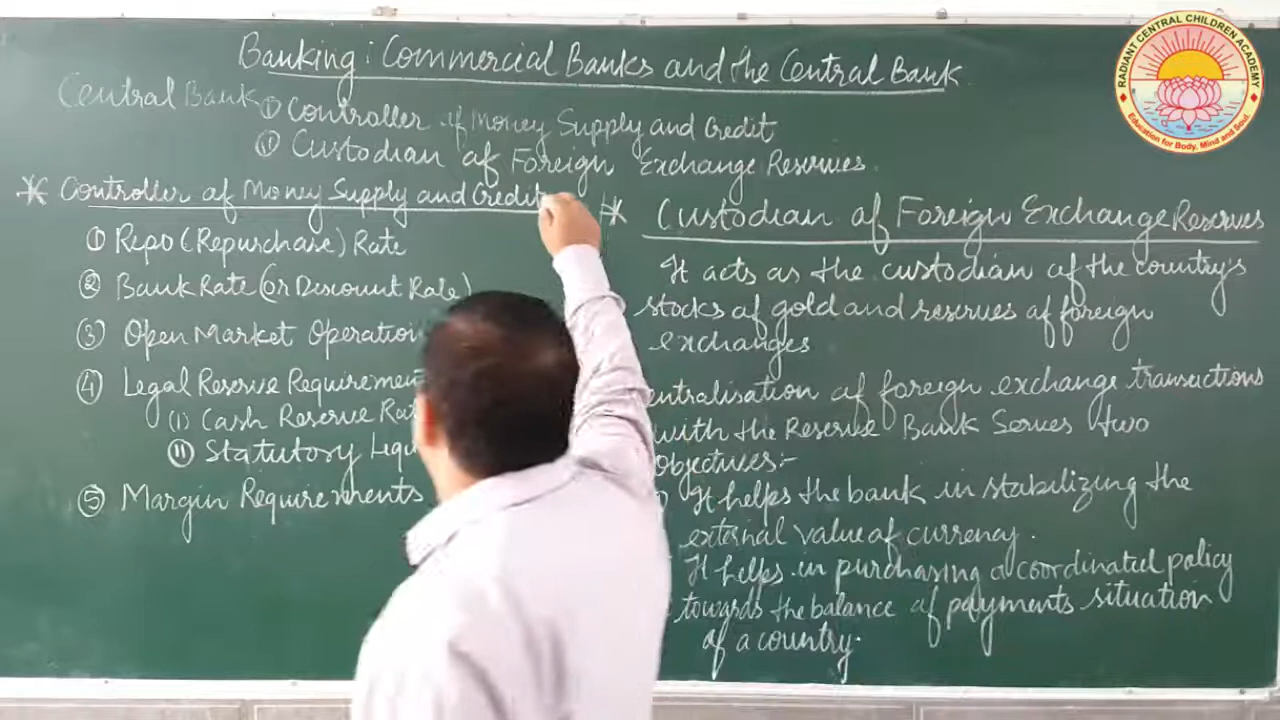 Banking : Commercial Banks and the Central Bank
Central Bank ① Controller of Money Supply and Credit
Custodian of Foreign Exchange Reserves.
* Controller of Money Supply and Credit
① Repo (Repurchase) Rate
② Bank Rate (or Discount Rate)
③ Open Market Operation
④ Legal Reserve Requirement
(i) Cash Reserve Rat
(ii) Statutory Liqu
⑤ Margin Requirements
* Custodian of Foreign Exchange Reserves
It acts as the custodian of the country's
stocks of gold and reserves of foreign
exchanges
entralisation of foreign exchange transactions
with the Reserve Bank Serves two
objectives:-
It helps the bank in stabilizing the
external value of currency.
It helps in purchasing a coordinated policy
towards the balance of payments situation
of a country.
RADIANT CENTRAL CHILDREN ACADEMY
Education for Body, Mind and Soul.